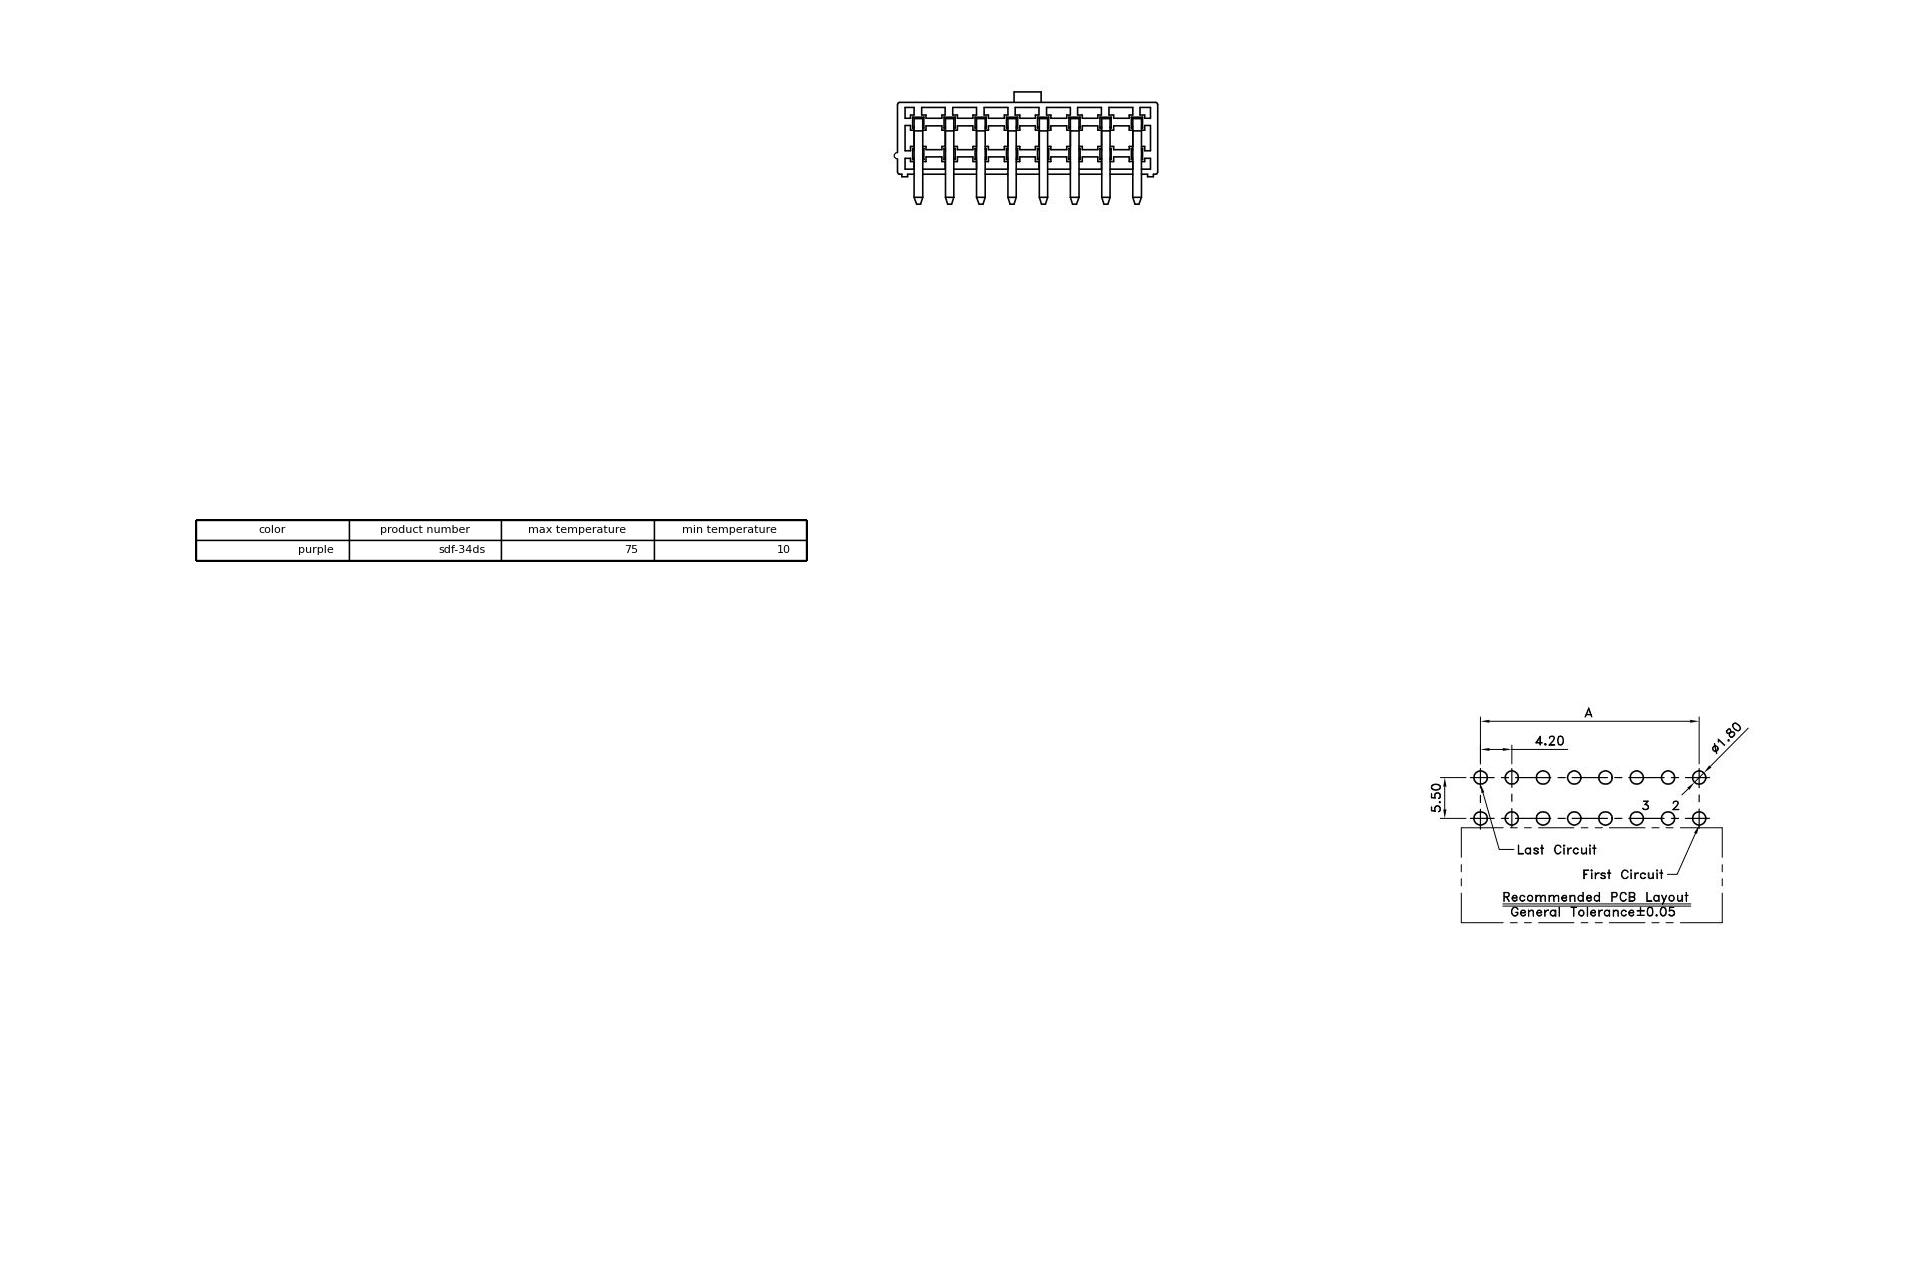 color product number max temperature min temperature
purple sdf-34ds 75 10
A
4.20
ø1.80
5.50
3 2
Last Circuit
First Circuit
Recommended PCB Layout
General Tolerance±0.05